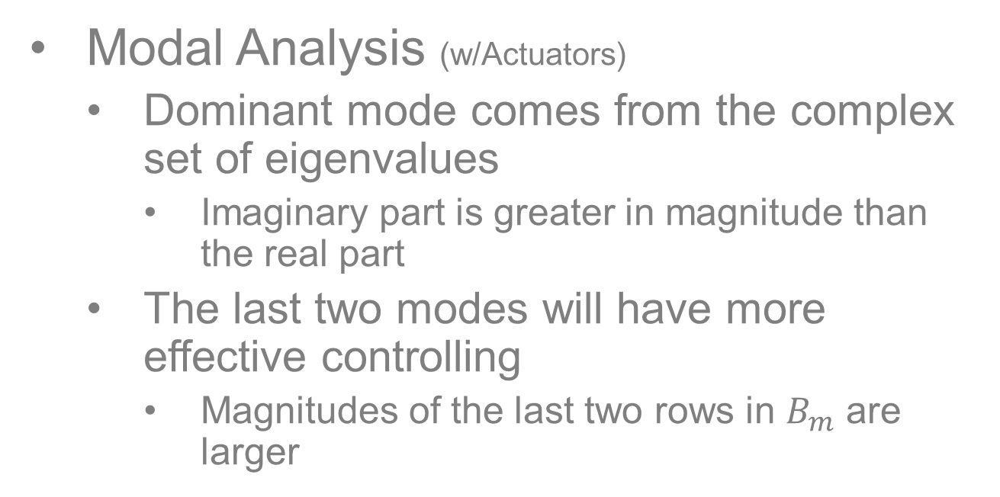 • Modal Analysis (w/Actuators)
• Dominant mode comes from the complex
set of eigenvalues
• Imaginary part is greater in magnitude than
the real part
• The last two modes will have more
effective controlling
• Magnitudes of the last two rows in 𝐵ₘ are
larger